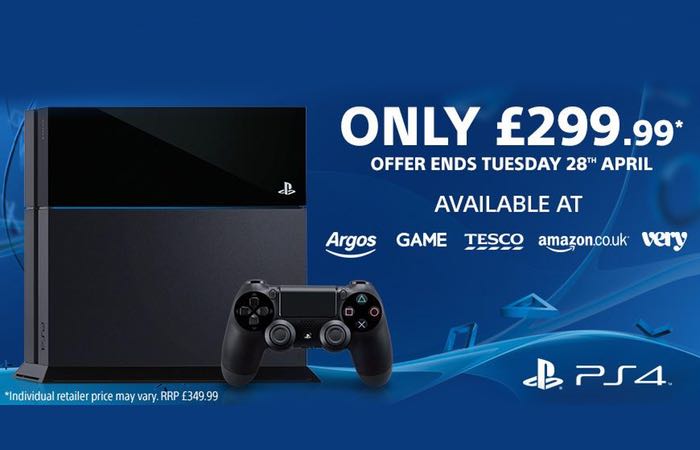 ONLY £299.99*
OFFER ENDS TUESDAY 28TH APRIL
AVAILABLE AT
Argos GAME TESCO amazon.co.uk very
PS4
PS4
*Individual retailer price may vary. RRP £349.99